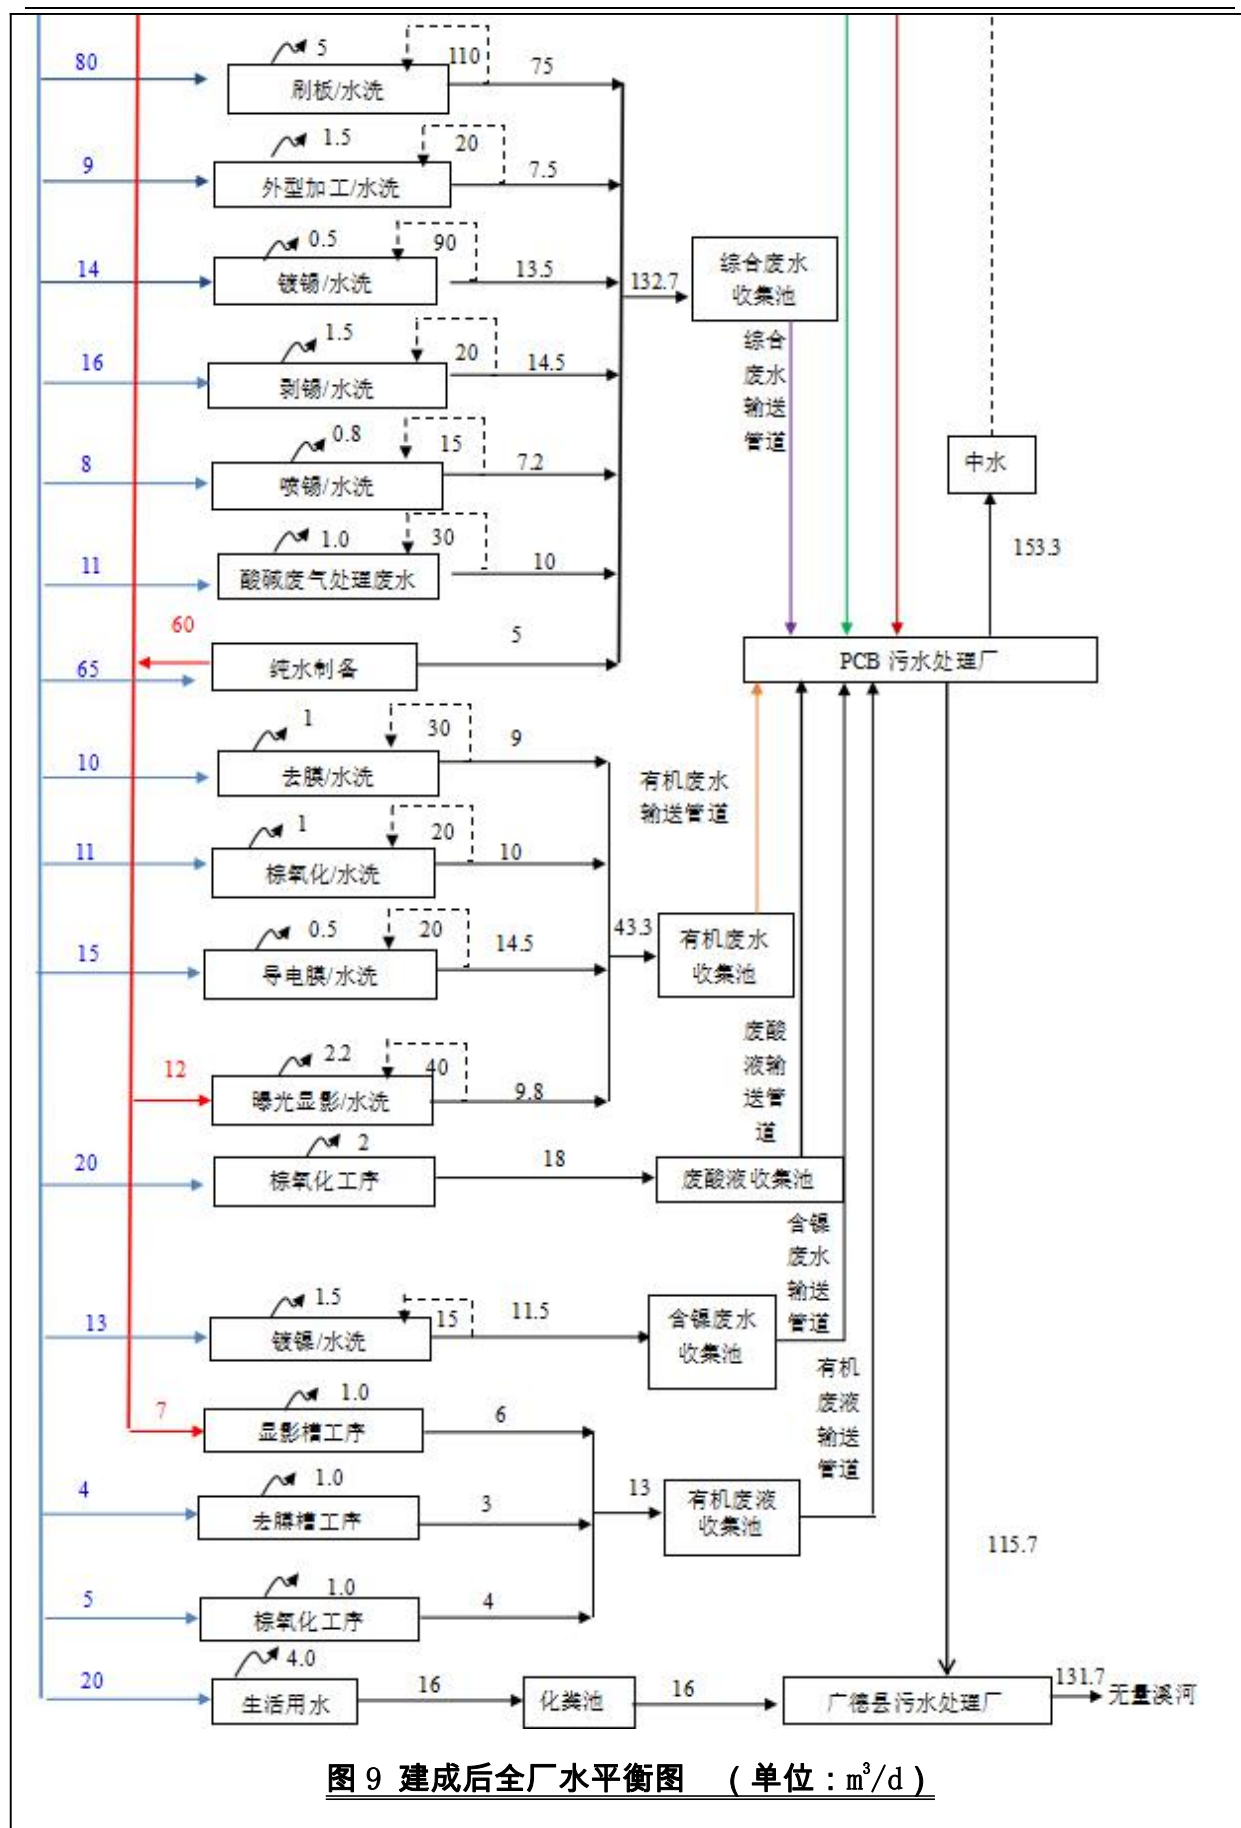 80
5
110
75
刷板/水洗
9
1.5
20
7.5
外型加工/水洗
14
0.5
90
13.5
镀锡/水洗
132.7
综合废水
收集池
16
1.5
20
14.5
剥锡/水洗
综合
废水
输送
管道
8
0.8
15
7.2
喷锡/水洗
中水
11
1.0
30
10
酸碱废气处理废水
153.3
60
5
65
纯水制备
PCB 污水处理厂
10
1
30
9
去膜/水洗
有机废水
输送管道
11
1
20
10
棕氧化/水洗
15
0.5
20
14.5
导电膜/水洗
43.3
有机废水
收集池
12
2.2
40
9.8
曝光显影/水洗
废酸
液输
送管
道
20
2
18
棕氧化工序
废酸液收集池
含镍
废水
输送
管道
13
1.5
15
11.5
镀镍/水洗
含镍废水
收集池
有机
废液
输送
管道
7
1.0
6
显影槽工序
4
1.0
3
去膜槽工序
13
有机废液
收集池
115.7
5
1.0
4
棕氧化工序
20
4.0
16
生活用水
化粪池
16
广德县污水处理厂
131.7
无量溪河
图 9 建成后全厂水平衡图 （单位：m³/d）